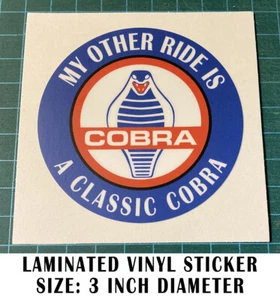 MY OTHER RIDE IS
COBRA
A CLASSIC COBRA
LAMINATED VINYL STICKER
SIZE: 3 INCH DIAMETER